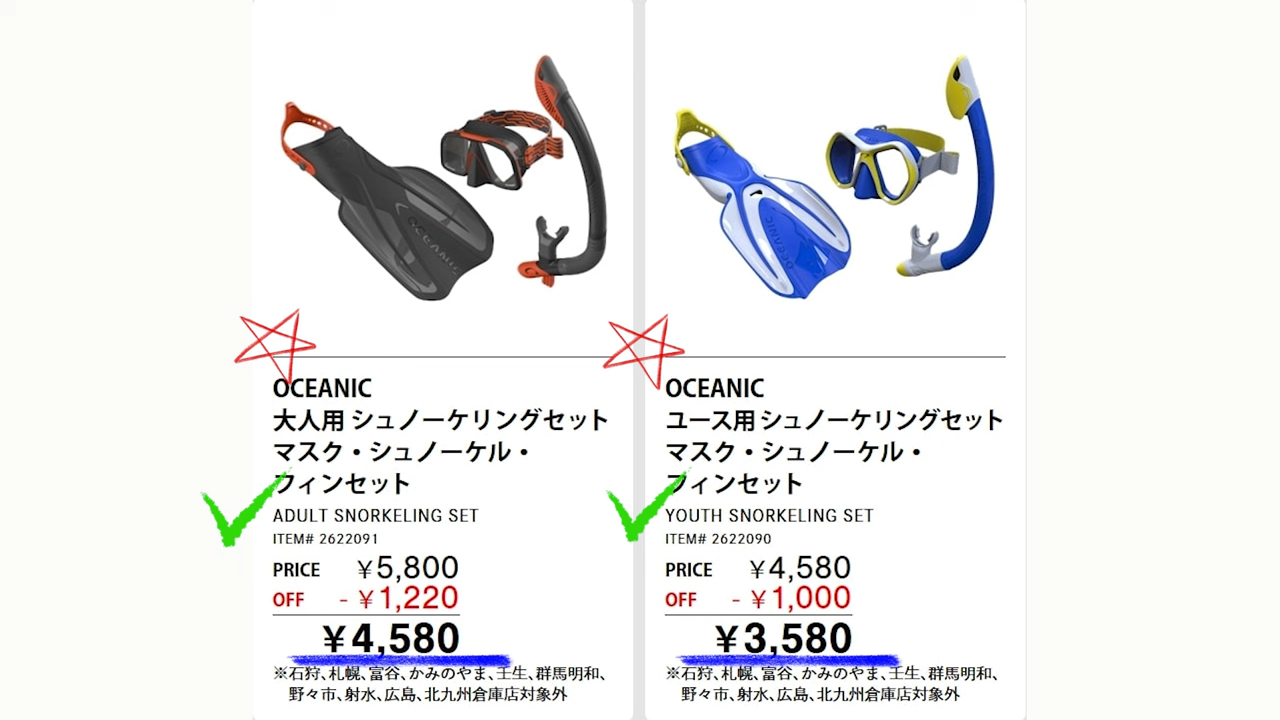 OCEANIC
大人用 シュノーケリングセット
マスク・シュノーケル・
フィンセット
ADULT SNORKELING SET
ITEM# 2622091
PRICE ¥5,800
OFF - ¥1,220
¥4,580
※石狩、札幌、富谷、かみのやま、壬生、群馬明和、
野々市、射水、広島、北九州倉庫店対象外
OCEANIC
ユース用 シュノーケリングセット
マスク・シュノーケル・
フィンセット
YOUTH SNORKELING SET
ITEM# 2622090
PRICE ¥4,580
OFF - ¥1,000
¥3,580
※石狩、札幌、富谷、かみのやま、壬生、群馬明和、
野々市、射水、広島、北九州倉庫店対象外
OCEANIC
OCEANIC